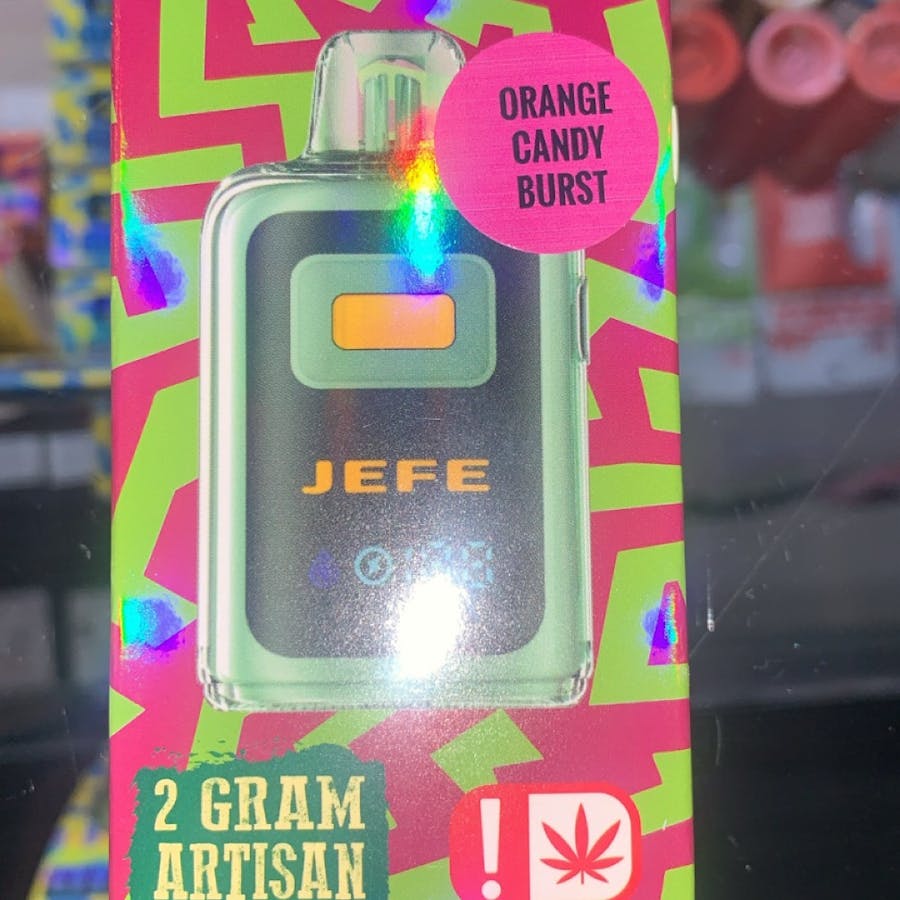 ORANGE
CANDY
BURST
JEFE
2 GRAM
ARTISAN
!